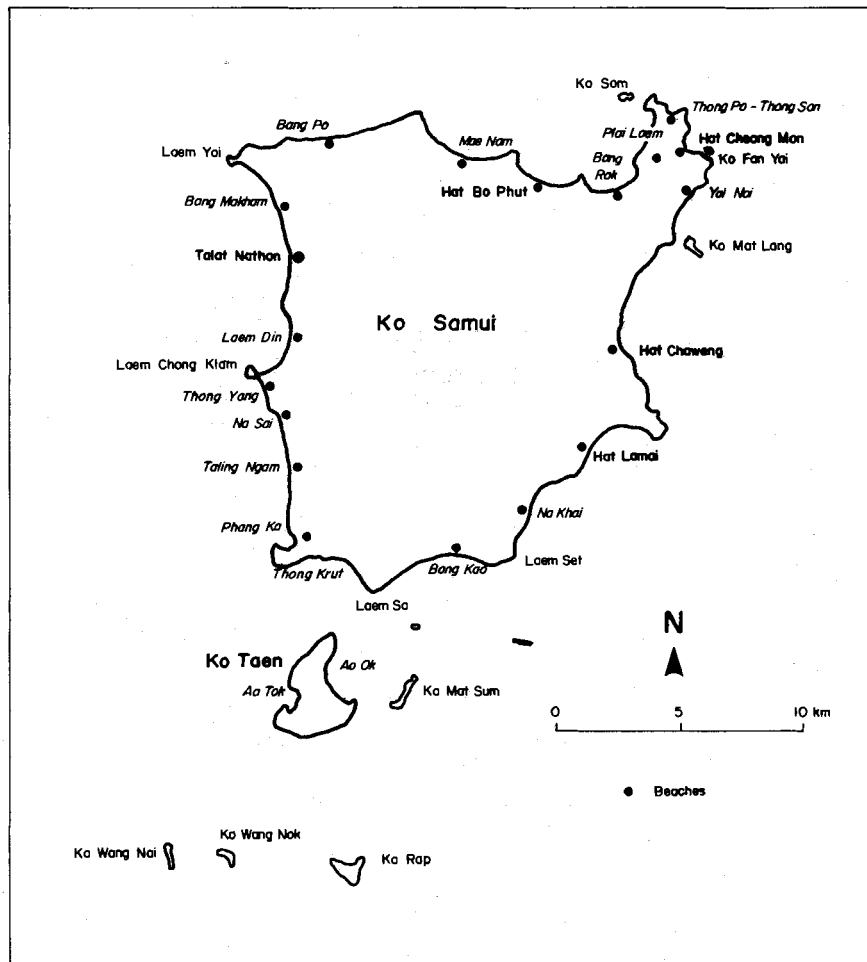 Ko Som
Thong Po - Thong San
Bang Po
Mae Nam
Plai Laem
Hat Cheong Mon
Laem Yai
Ko Fan Yai
Bang
Rak
Hat Bo Phut
Yai Noi
Bang Makham
Talat Nathon
Ko Mat Lang
Ko Samui
Laem Din
Hat Chaweng
Laem Chong Klam
Thong Yang
Na Sai
Hat Lamai
Taling Ngam
Na Khai
Phang Ka
Laem Set
Thong Krut
Bang Kao
Laem Sa
N
Ko Taen
Ao Ok
Aa Tok
Ko Mat Sum
0 5 10 km
Beaches
Ko Wang Nok
Ko Wang Nai
Ko Rap